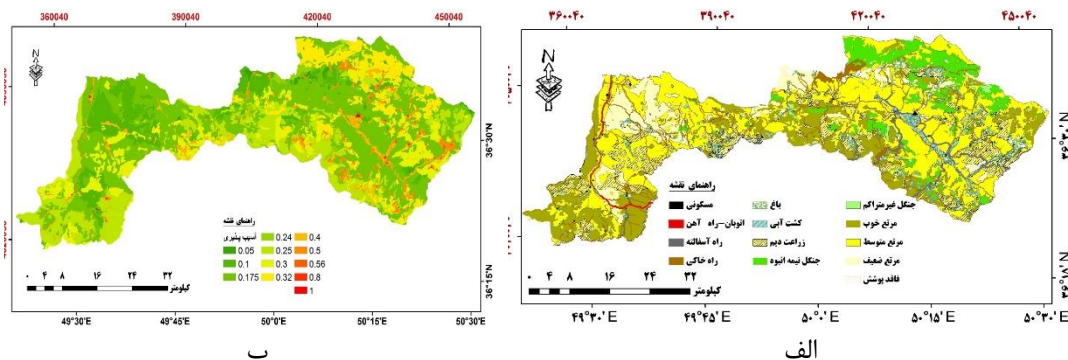 360040 390040 420040 450040
N
36°30'N
36°15'N
راهنمای نقشه
آسیب پذیری
0.05
0.1
0.175
0.24
0.25
0.3
0.32
0.4
0.5
0.56
0.8
1
۰ ۴ ۸ ۱۶ ۲۴ ۳۲
کیلومتر
49°30'E 49°45'E 50°0'E 50°15'E 50°30'E
ب
۳۶۰۰۴۰ ۳۹۰۰۴۰ ۴۲۰۰۴۰ ۴۵۰۰۴۰
N
راهنمای نقشه
مسکونی
اتوبان-راه آهن
راه آسفالته
راه خاکی
باغ
کشت آبی
زراعت دیم
جنگل نیمه انبوه
جنگل غیرمتراکم
مرتع خوب
مرتع متوسط
مرتع ضعیف
فاقد پوشش
۰ ۴ ۸ ۱۶ ۲۴ ۳۲
کیلومتر
۴۹°۳۰' E ۴۹°۴۵' E ۵۰°۰' E ۵۰°۱۵' E ۵۰°۳۰' E
الف